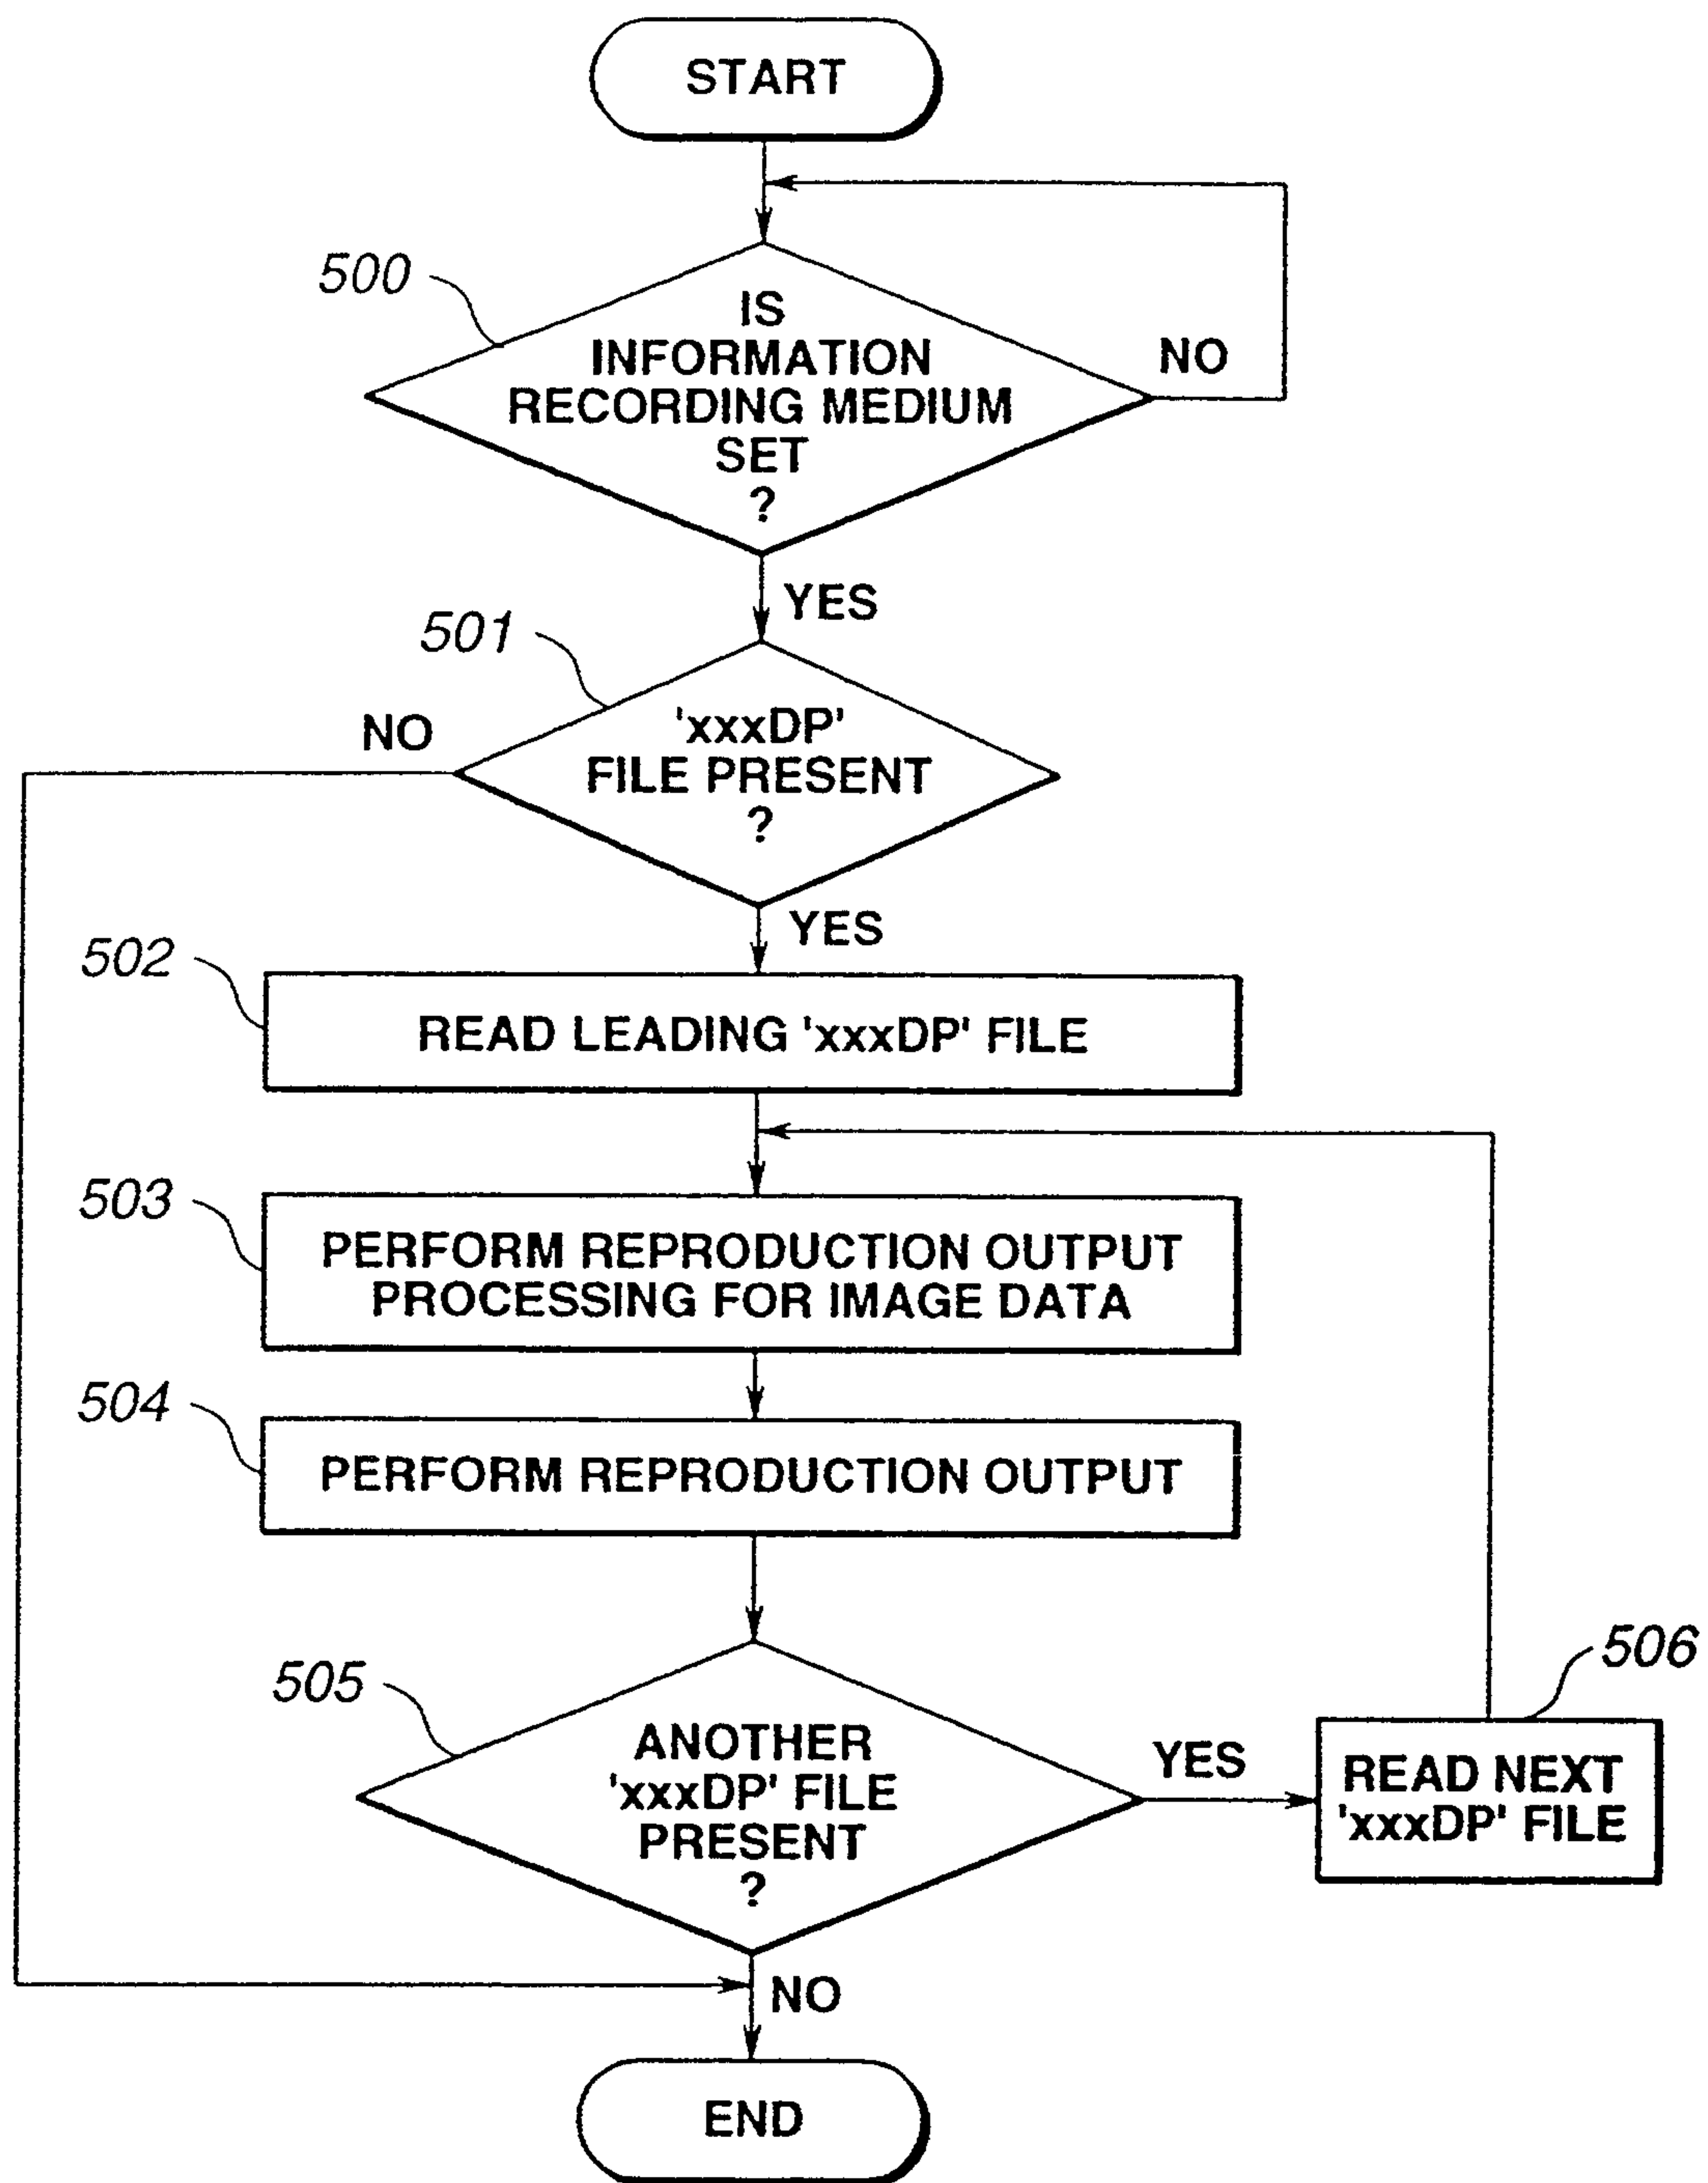 START
500
IS
INFORMATION
RECORDING MEDIUM
SET
?
NO
YES
501
'xxxDP'
FILE PRESENT
?
NO
YES
502
READ LEADING 'xxxDP' FILE
503
PERFORM REPRODUCTION OUTPUT
PROCESSING FOR IMAGE DATA
504
PERFORM REPRODUCTION OUTPUT
505
ANOTHER
'xxxDP' FILE
PRESENT
?
YES
506
READ NEXT
'xxxDP' FILE
NO
END